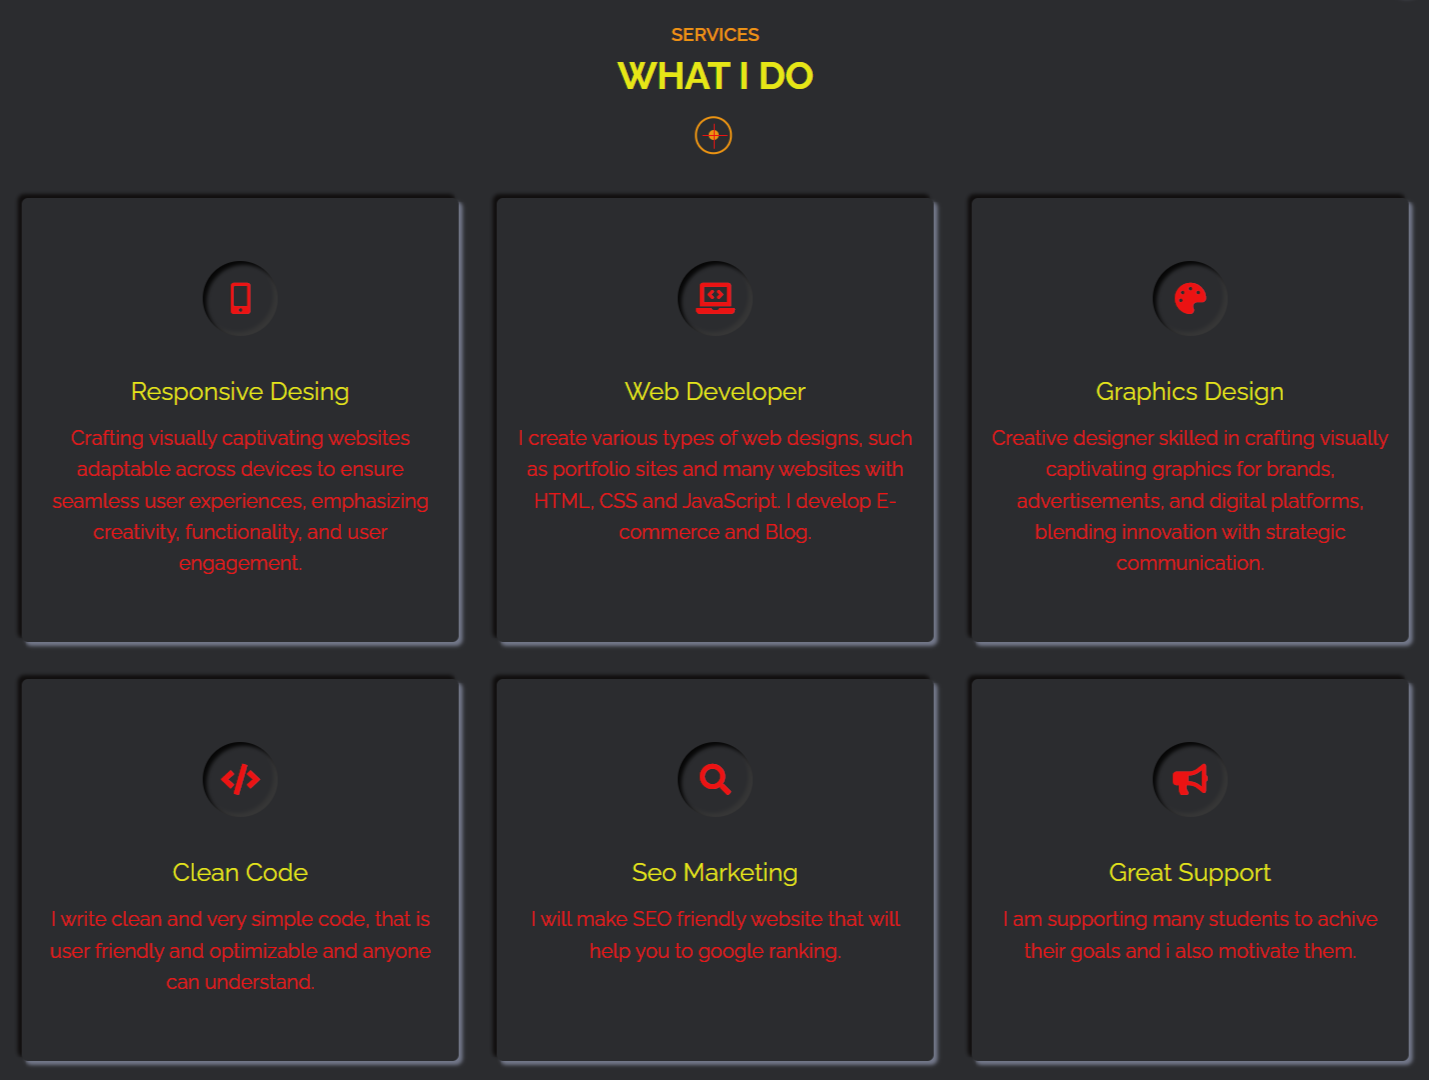 SERVICES
WHAT I DO
Responsive Desing
Crafting visually captivating websites
adaptable across devices to ensure
seamless user experiences, emphasizing
creativity, functionality, and user
engagement.
Web Developer
I create various types of web designs, such
as portfolio sites and many websites with
HTML, CSS and JavaScript. I develop E-
commerce and Blog.
Graphics Design
Creative designer skilled in crafting visually
captivating graphics for brands,
advertisements, and digital platforms,
blending innovation with strategic
communication.
Clean Code
I write clean and very simple code, that is
user friendly and optimizable and anyone
can understand.
Seo Marketing
I will make SEO friendly website that will
help you to google ranking.
Great Support
I am supporting many students to achive
their goals and i also motivate them.